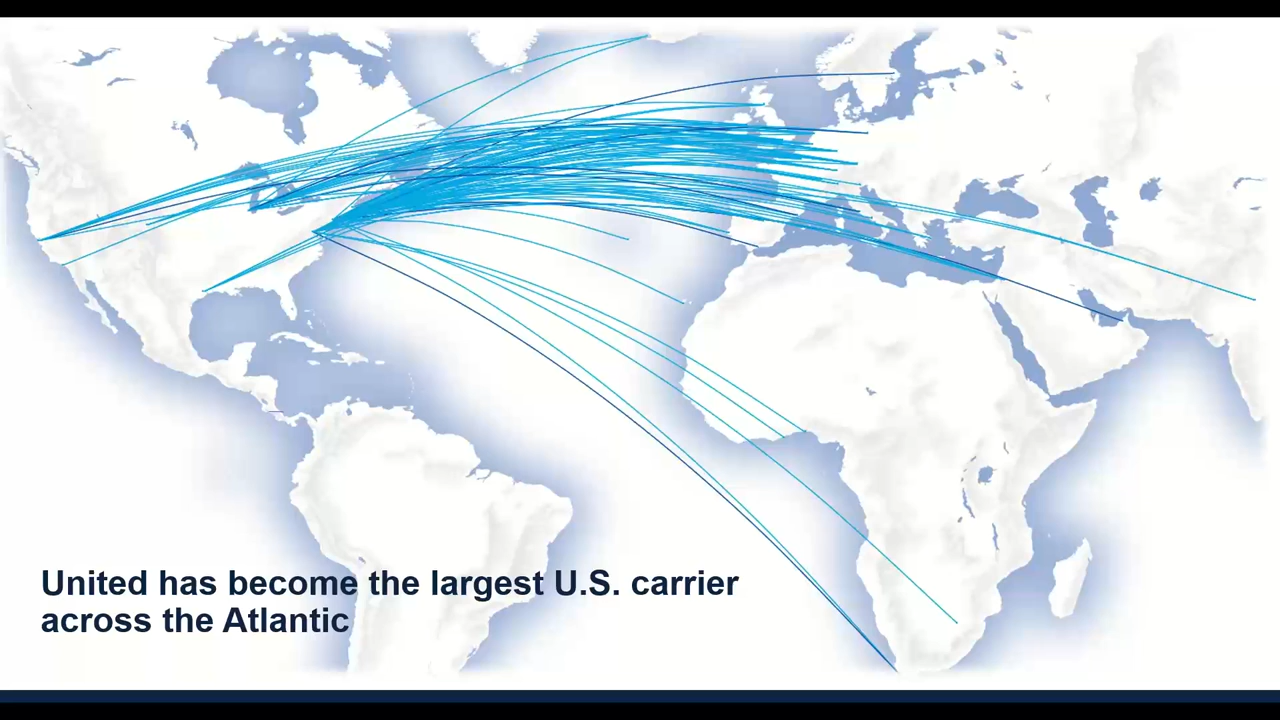 United has become the largest U.S. carrier
across the Atlantic